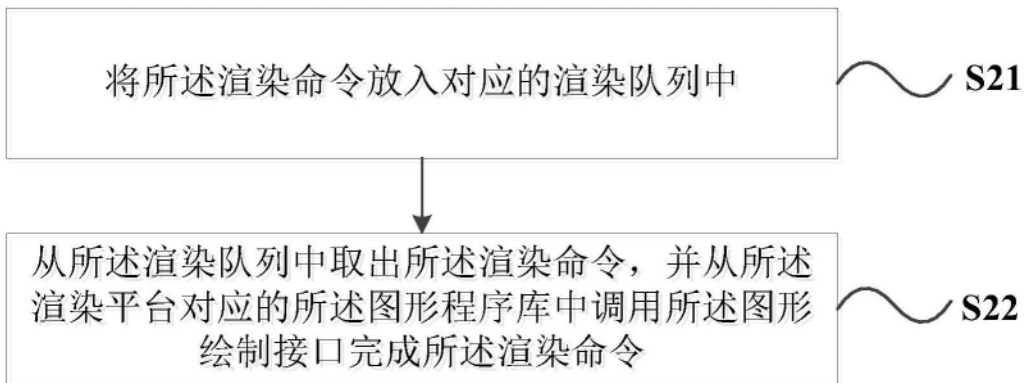 将所述渲染命令放入对应的渲染队列中
S21
从所述渲染队列中取出所述渲染命令，并从所述
渲染平台对应的所述图形程序库中调用所述图形
绘制接口完成所述渲染命令
S22